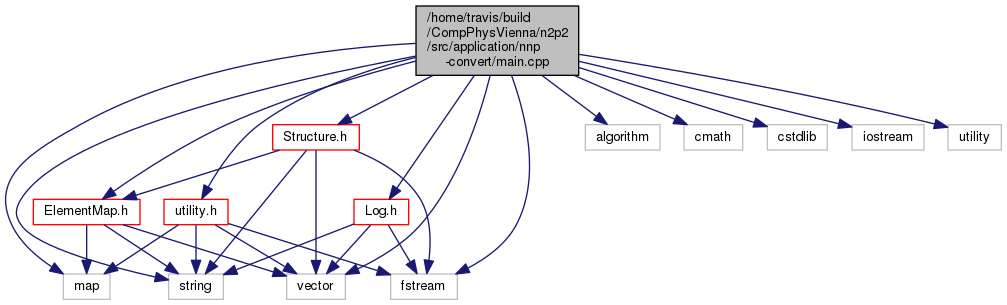 /home/travis/build
/CompPhysVienna/n2p2
/src/application/nnp
-convert/main.cpp
Structure.h
algorithm
cmath
cstdlib
iostream
utility
ElementMap.h
utility.h
Log.h
map
string
vector
fstream